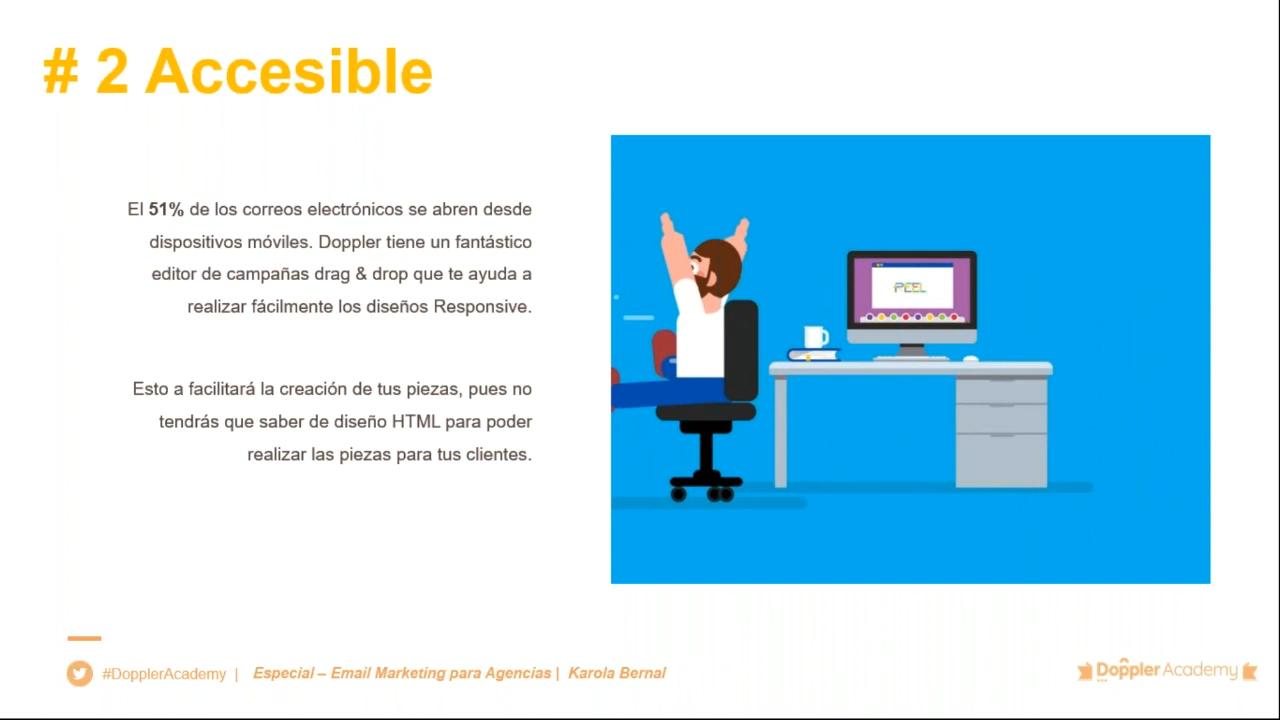 # 2 Accesible
El 51% de los correos electrónicos se abren desde
dispositivos móviles. Doppler tiene un fantástico
editor de campañas drag & drop que te ayuda a
realizar fácilmente los diseños Responsive.
Esto a facilitará la creación de tus piezas, pues no
tendrás que saber de diseño HTML para poder
realizar las piezas para tus clientes.
PEEL
#DopplerAcademy | Especial – Email Marketing para Agencias | Karola Bernal
Doppler Academy